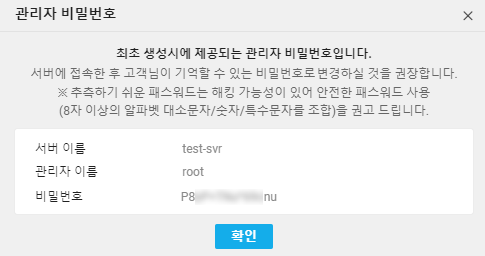 관리자 비밀번호
최초 생성시에 제공되는 관리자 비밀번호입니다.
서버에 접속한 후 고객님이 기억할 수 있는 비밀번호로 변경하실 것을 권장합니다.
※ 추측하기 쉬운 패스워드는 해킹 가능성이 있어 안전한 패스워드 사용
(8자 이상의 알파벳 대소문자/숫자/특수문자를 조합)을 권고 드립니다.
서버 이름 test-svr
관리자 이름 root
비밀번호 P8 nu
확인